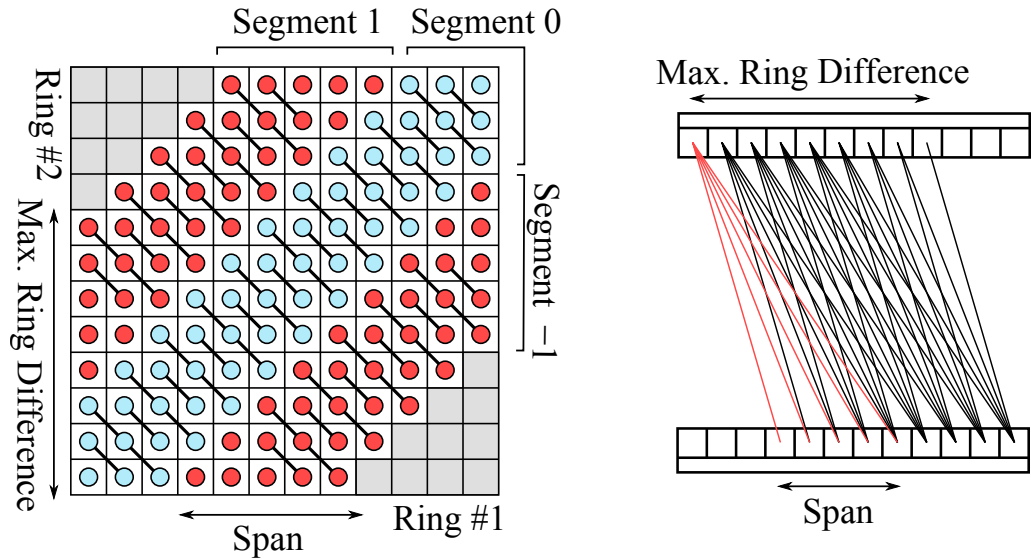 Segment 1
Segment 0
Ring #2
Max. Ring Difference
Segment −1
Span
Ring #1
Max. Ring Difference
Span